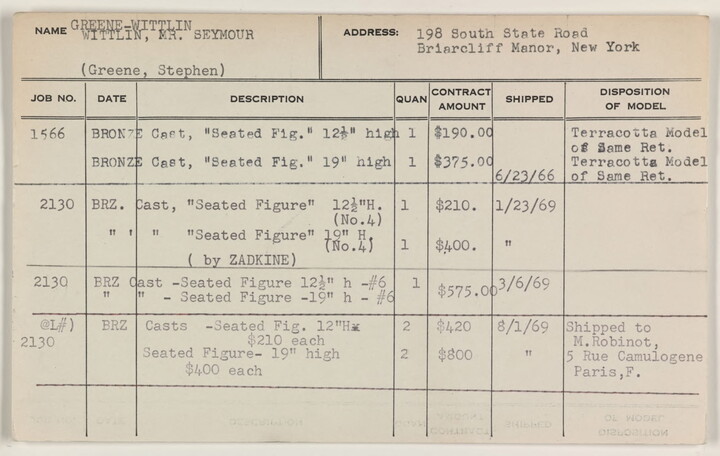 NAME GREENE-WITTLIN
WITTLIN, MR. SEYMOUR
(Greene, Stephen)
ADDRESS: 198 South State Road
Briarcliff Manor, New York
JOB NO. DATE DESCRIPTION QUAN CONTRACT AMOUNT SHIPPED DISPOSITION OF MODEL
1566 BRONZE Cast, "Seated Fig." 12½" high 1 $190.00 Terracotta Model
of Same Ret.
BRONZE Cast, "Seated Fig." 19" high 1 $375.00 Terracotta Model
6/23/66 of Same Ret.
2130 BRZ. Cast, "Seated Figure" 12½"H. 1 $210. 1/23/69
(No.4)
" ' " "Seated Figure" 19" H.
(No.4) 1 $400. "
( by ZADKINE)
2130 BRZ Cast -Seated Figure 12½" h -#6 1 $575.00 3/6/69
" " - Seated Figure -19" h - #6
@L#) BRZ Casts -Seated Fig. 12"H 2 $420 8/1/69 Shipped to
2130 $210 each M.Robinot,
Seated Figure- 19" high 2 $800 " 5 Rue Camulogene
$400 each Paris,F.